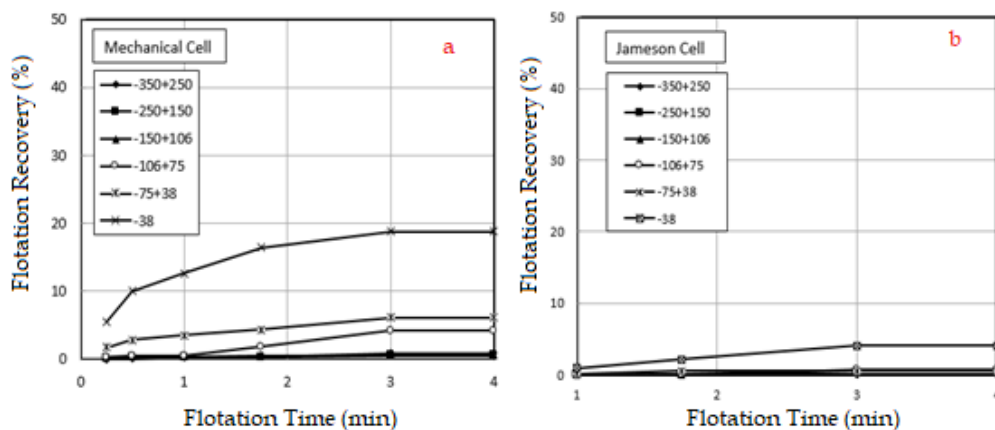 Mechanical Cell
a
-350+250
-250+150
-150+106
-106+75
-75+38
-38
Flotation Recovery (%)
50
40
30
20
10
0
0 1 2 3 4
Flotation Time (min)
Jameson Cell
b
-350+250
-250+150
-150+106
-106+75
-75+38
-38
Flotation Recovery (%)
50
40
30
20
10
0
1 2 3 4
Flotation Time (min)